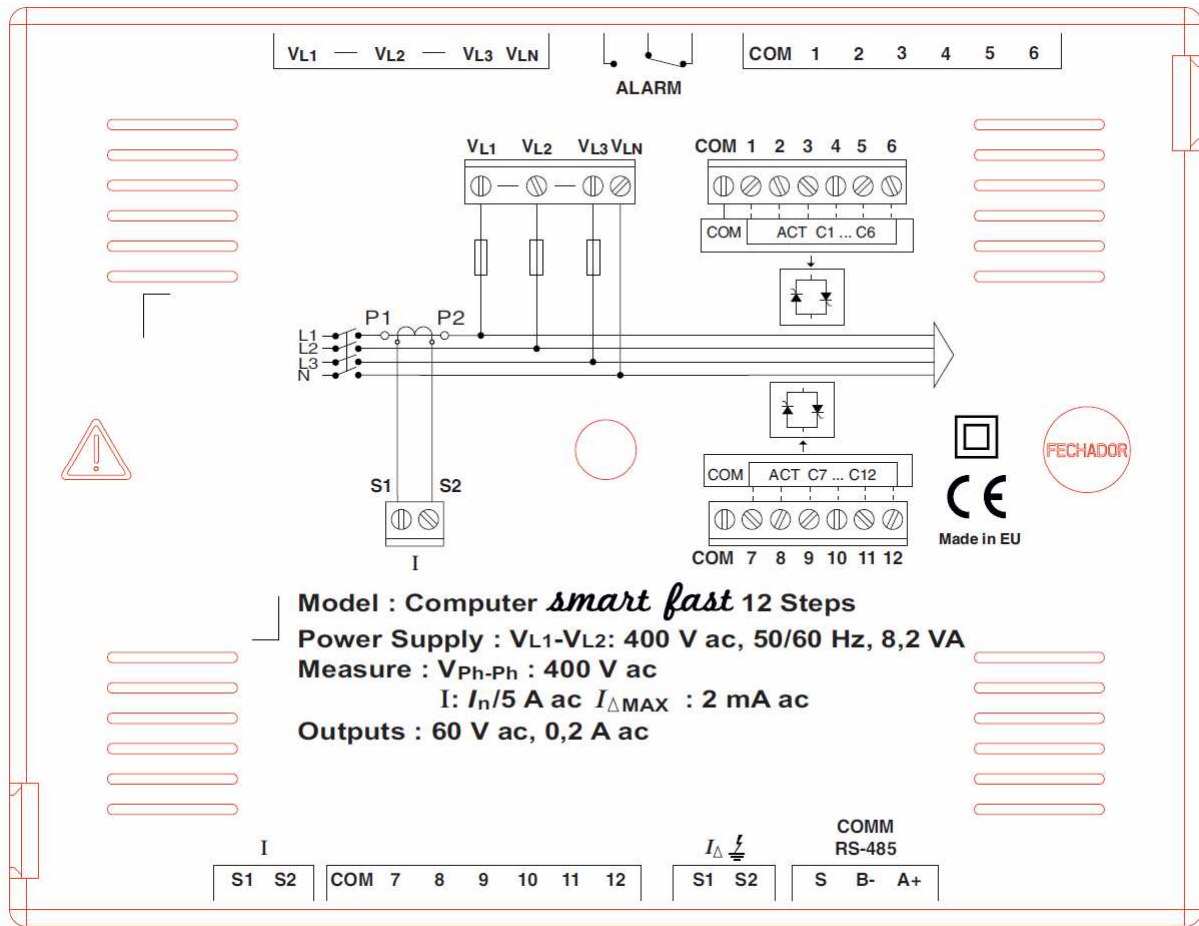 VL1 — VL2 — VL3 VLN
ALARM
COM 1 2 3 4 5 6
VL1 VL2 VL3 VLN
COM 1 2 3 4 5 6
COM ACT C1 ... C6
P1 P2
L1
L2
L3
N
COM ACT C7 ... C12
FECHADOR
CE
Made in EU
S1 S2
I
COM 7 8 9 10 11 12
Model : Computer smart fast 12 Steps
Power Supply : VL1-VL2: 400 V ac, 50/60 Hz, 8,2 VA
Measure : VPh-Ph : 400 V ac
I: In/5 A ac I△MAX : 2 mA ac
Outputs : 60 V ac, 0,2 A ac
I
S1 S2
COM 7 8 9 10 11 12
I△
S1 S2
COMM
RS-485
S B- A+